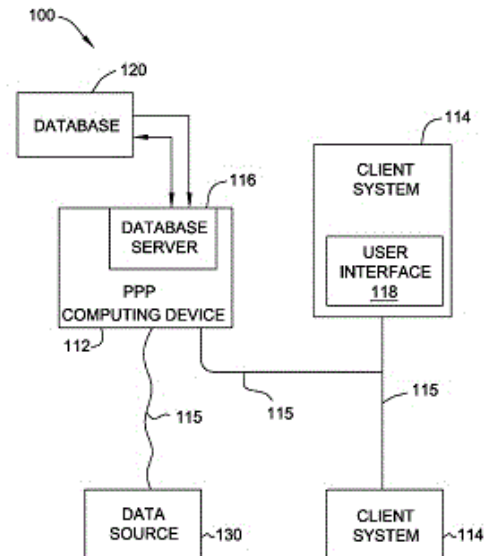 100
120
DATABASE
114
CLIENT
SYSTEM
116
DATABASE
SERVER
USER
INTERFACE
118
PPP
COMPUTING DEVICE
112
115
115
115
DATA
SOURCE
130
CLIENT
SYSTEM
114